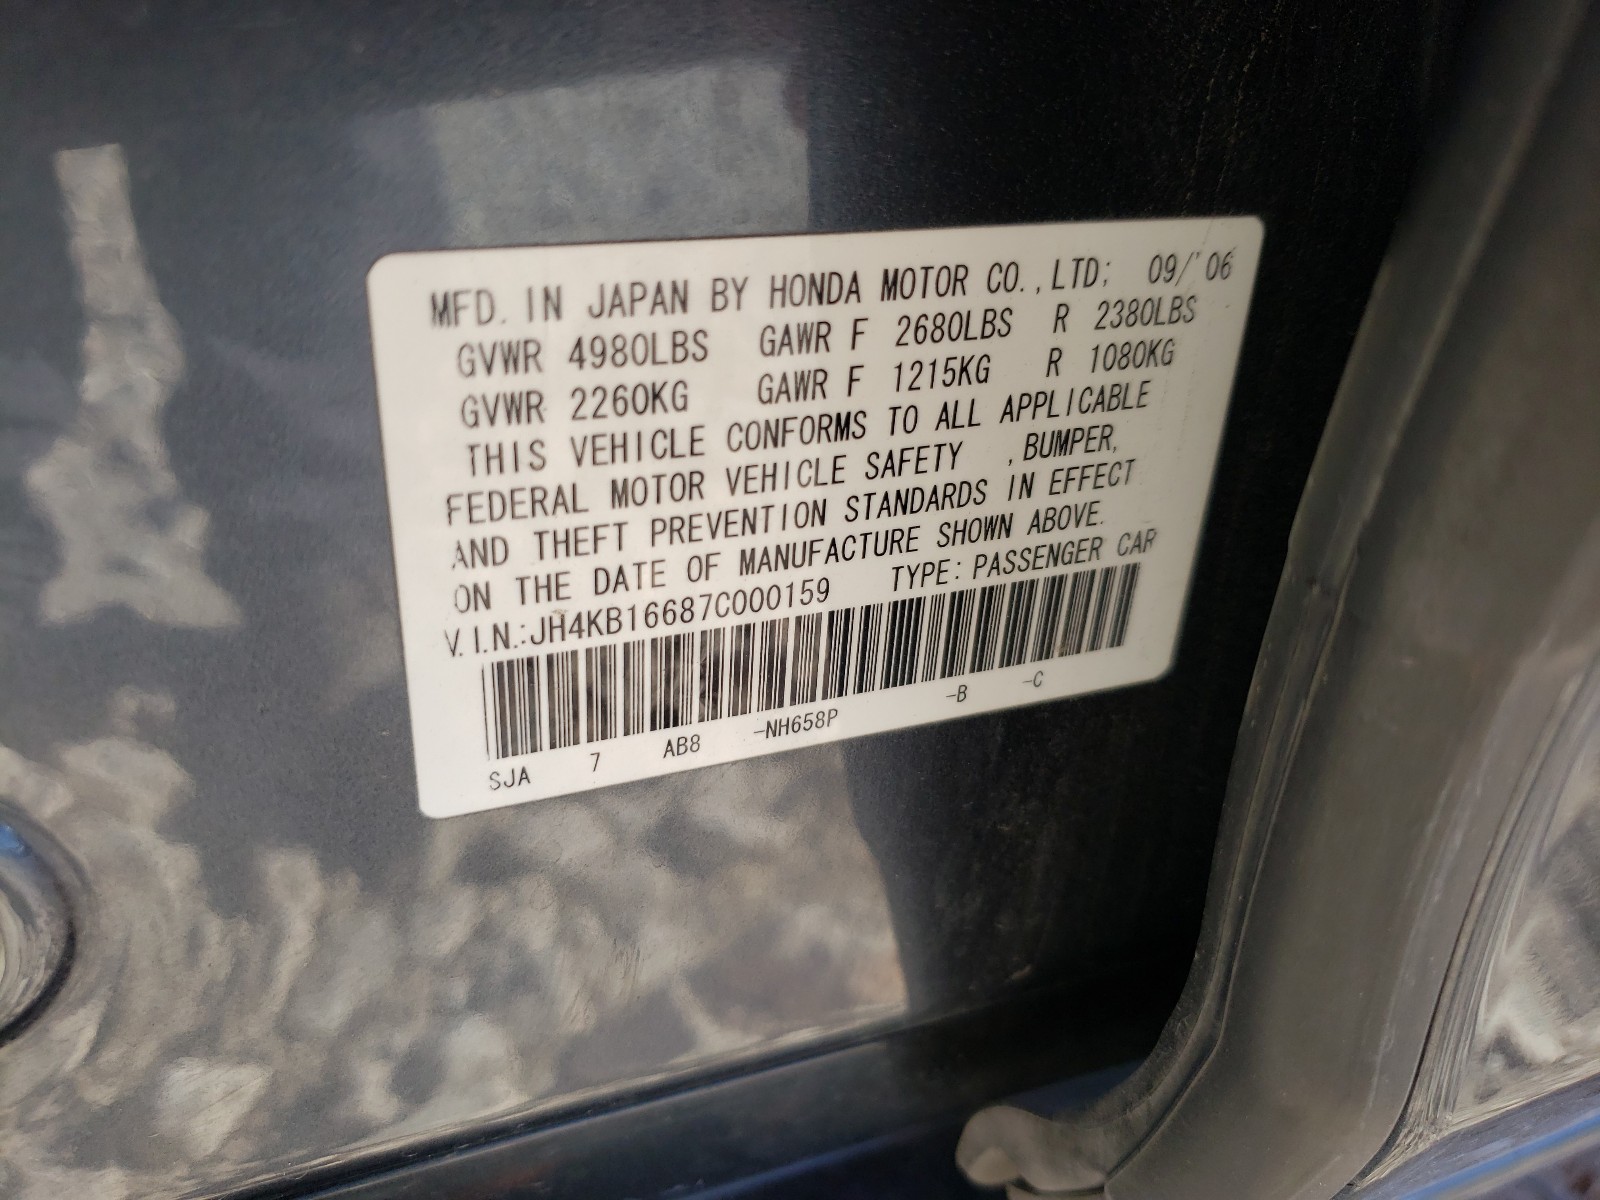 MFD. IN JAPAN BY HONDA MOTOR CO.,LTD; 09/'06
GVWR 4980LBS GAWR F 2680LBS R 2380LBS
GVWR 2260KG GAWR F 1215KG R 1080KG
THIS VEHICLE CONFORMS TO ALL APPLICABLE
FEDERAL MOTOR VEHICLE SAFETY ,BUMPER,
AND THEFT PREVENTION STANDARDS IN EFFECT
ON THE DATE OF MANUFACTURE SHOWN ABOVE.
V.I.N.:JH4KB16687C000159 TYPE:PASSENGER CAR
SJA 7 AB8 -NH658P -B -C